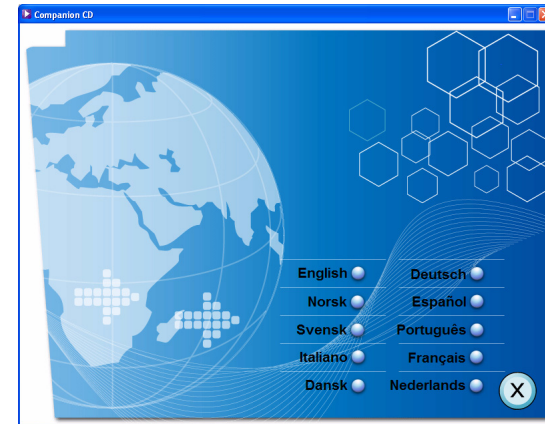 Companion CD
English
Deutsch
Norsk
Español
Svensk
Português
Italiano
Français
Dansk
Nederlands
X